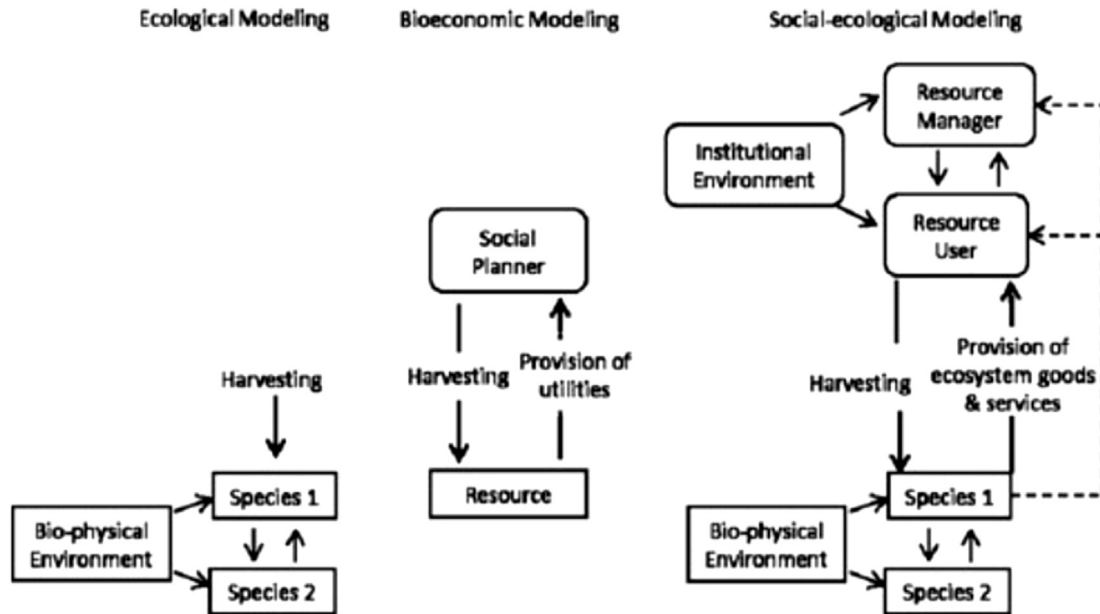 Ecological Modeling
Harvesting
Bio-physical
Environment
Species 1
Species 2
Bioeconomic Modeling
Social
Planner
Harvesting
Provision of
utilities
Resource
Social-ecological Modeling
Resource
Manager
Institutional
Environment
Resource
User
Harvesting
Provision of
ecosystem goods
& services
Bio-physical
Environment
Species 1
Species 2